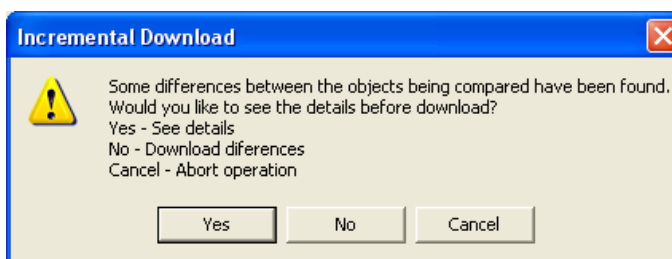 Incremental Download
Some differences between the objects being compared have been found.
Would you like to see the details before download?
Yes - See details
No - Download diferences
Cancel - Abort operation
Yes No Cancel